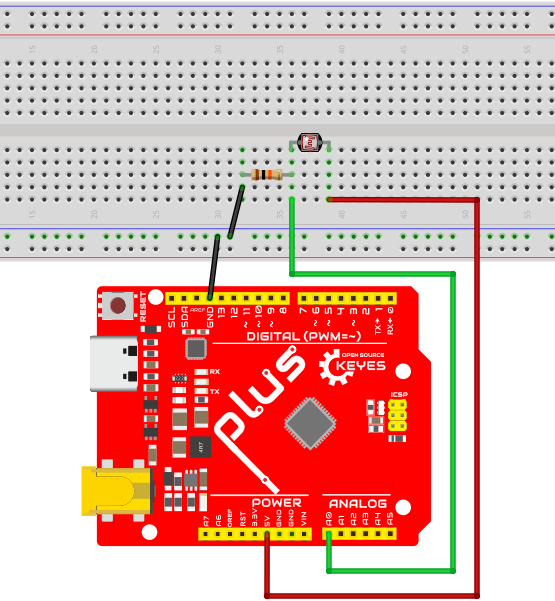 15 20 25 30 35 40 45 50 55
15 20 25 30 35 40 45 50 55
RESET
SCL SDA AREF GND 13 12 ~11 ~10 ~9 8 7 ~6 ~5 4 ~3 2 TX→1 RX←0
DIGITAL (PWM=~)
OPEN SOURCE
KEYES
RX
TX
plus
ICSP
4R7
POWER ANALOG
A7 A6 OREF RST 3.3V 5V GND GND VIN A0 A1 A2 A3 A4 A5